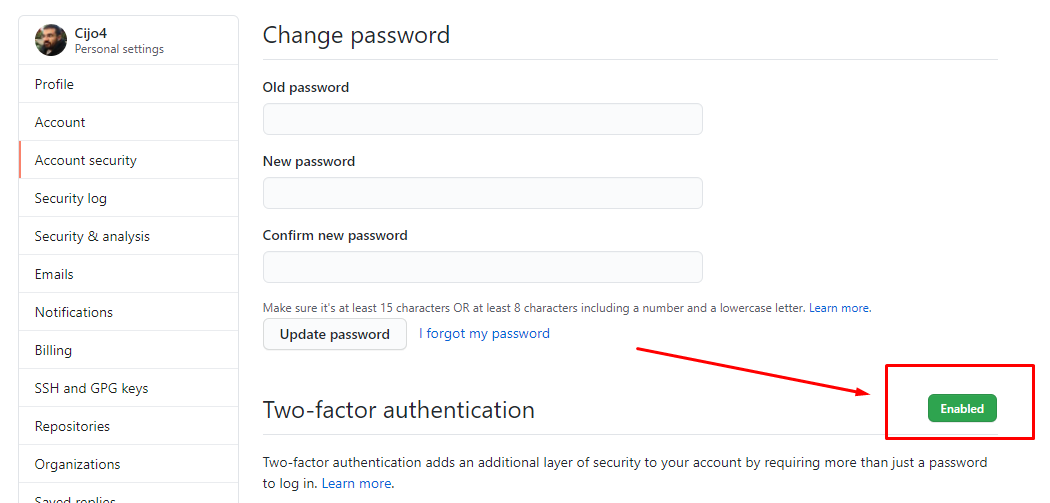 Cijo4
Personal settings
Profile
Account
Account security
Security log
Security & analysis
Emails
Notifications
Billing
SSH and GPG keys
Repositories
Organizations
Saved replies
Change password
Old password
New password
Confirm new password
Make sure it's at least 15 characters OR at least 8 characters including a number and a lowercase letter. Learn more.
Update password
I forgot my password
Two-factor authentication
Enabled
Two-factor authentication adds an additional layer of security to your account by requiring more than just a password
to log in. Learn more.